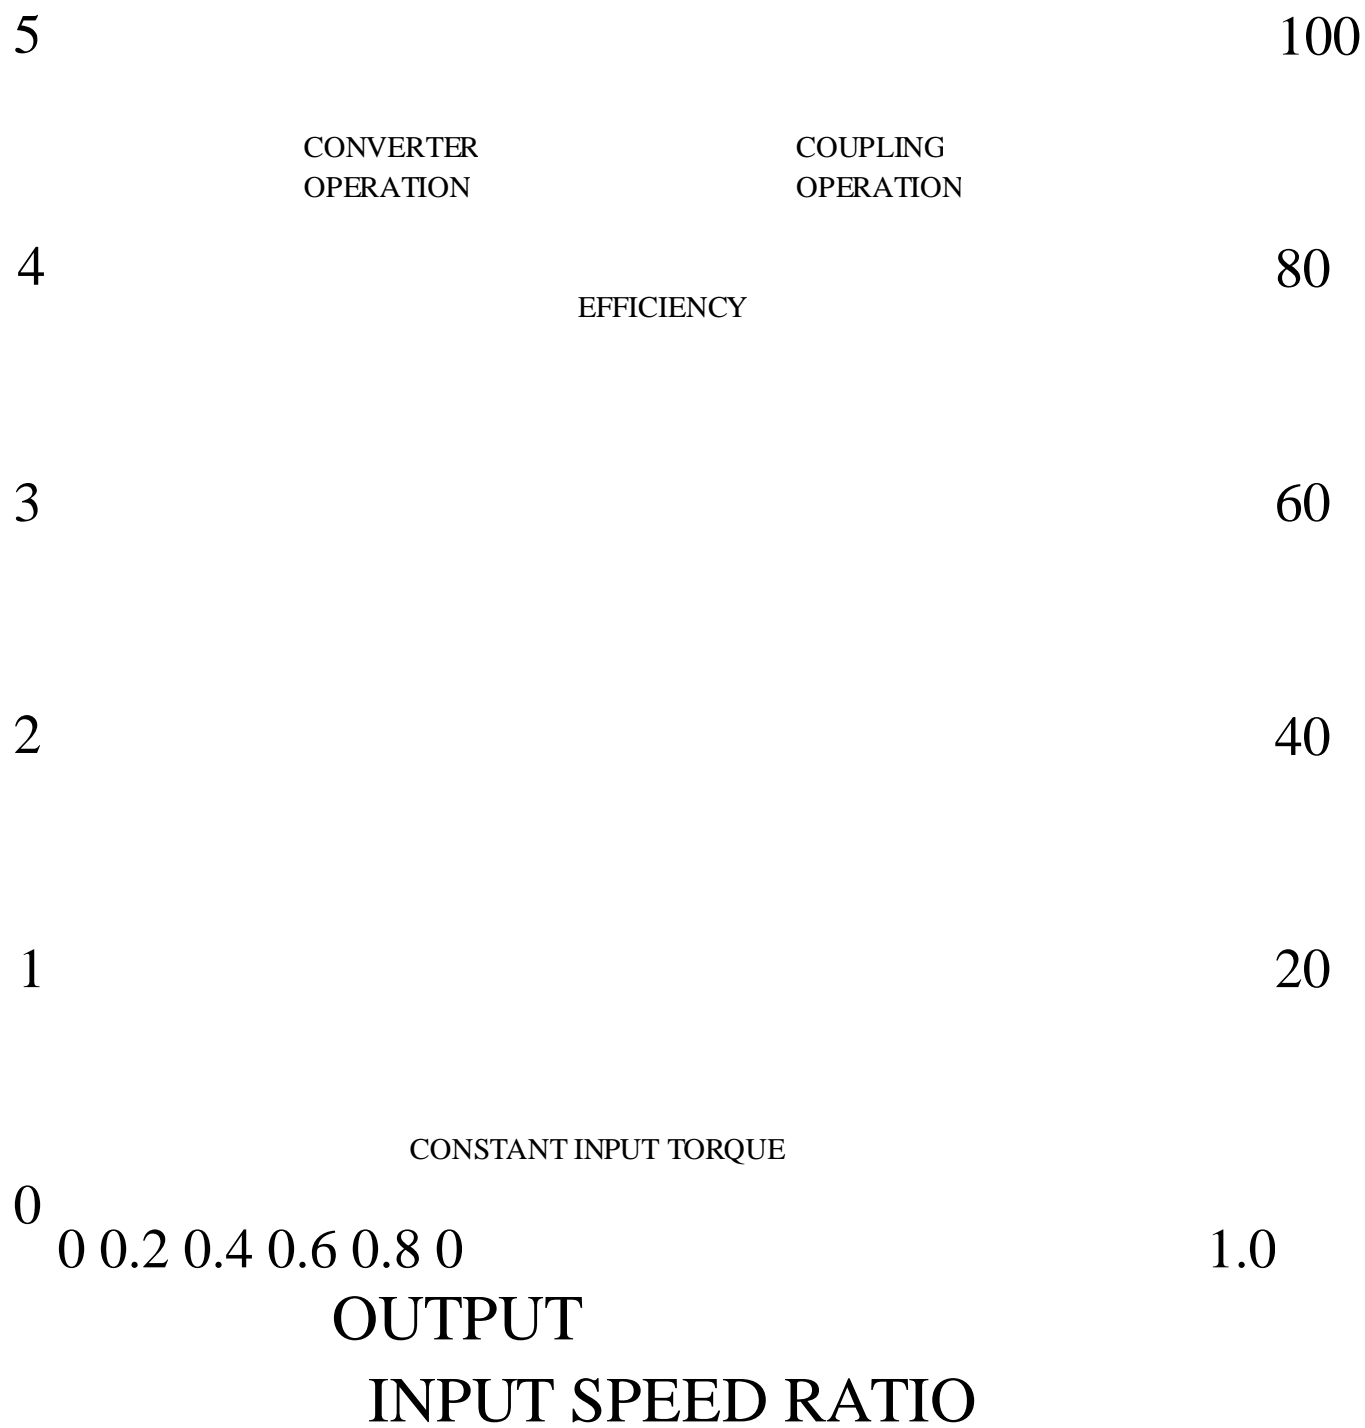 5 100
CONVERTER COUPLING
OPERATION OPERATION
4 80
EFFICIENCY
3 60
2 40
1 20
CONSTANT INPUT TORQUE
0
0 0.2 0.4 0.6 0.8 0 1.0
OUTPUT
INPUT SPEED RATIO